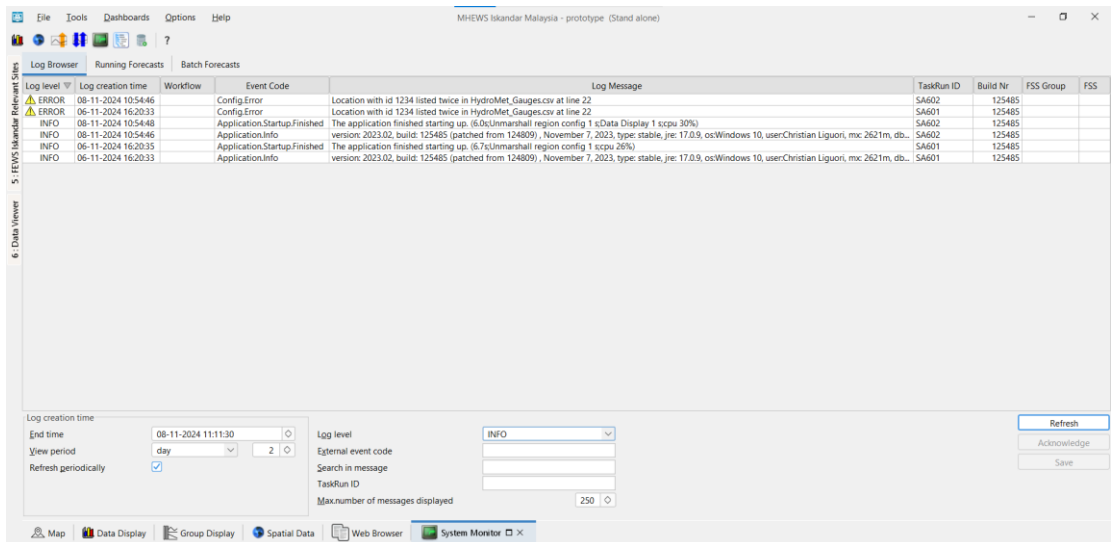 File Tools Dashboards Options Help MHEWS Iskandar Malaysia - prototype (Stand alone)
?
Log Browser Running Forecasts Batch Forecasts
Log level Log creation time Workflow Event Code Log Message TaskRun ID Build Nr FSS Group FSS
ERROR 08-11-2024 10:54:46 Config.Error Location with id 1234 listed twice in HydroMet_Gauges.csv at line 22 SA602 125485
ERROR 06-11-2024 16:20:33 Config.Error Location with id 1234 listed twice in HydroMet_Gauges.csv at line 22 SA601 125485
INFO 08-11-2024 10:54:48 Application.Startup.Finished The application finished starting up. (6.0s;Unmarshall region config 1 s;Data Display 1 s;cpu 30%) SA602 125485
INFO 08-11-2024 10:54:46 Application.Info version: 2023.02, build: 125485 (patched from 124809) , November 7, 2023, type: stable, jre: 17.0.9, os:Windows 10, user:Christian Liguori, mx: 2621m, db... SA602 125485
INFO 06-11-2024 16:20:35 Application.Startup.Finished The application finished starting up. (6.7s;Unmarshall region config 1 s;cpu 26%) SA601 125485
INFO 06-11-2024 16:20:33 Application.Info version: 2023.02, build: 125485 (patched from 124809) , November 7, 2023, type: stable, jre: 17.0.9, os:Windows 10, user:Christian Liguori, mx: 2621m, db... SA601 125485
5 : FEWS Iskandar Relevant Sites
6 : Data Viewer
Log creation time
End time 08-11-2024 11:11:30
View period day 2
Refresh periodically
Log level INFO
External event code
Search in message
TaskRun ID
Max.number of messages displayed 250
Refresh
Acknowledge
Save
Map Data Display Group Display Spatial Data Web Browser System Monitor